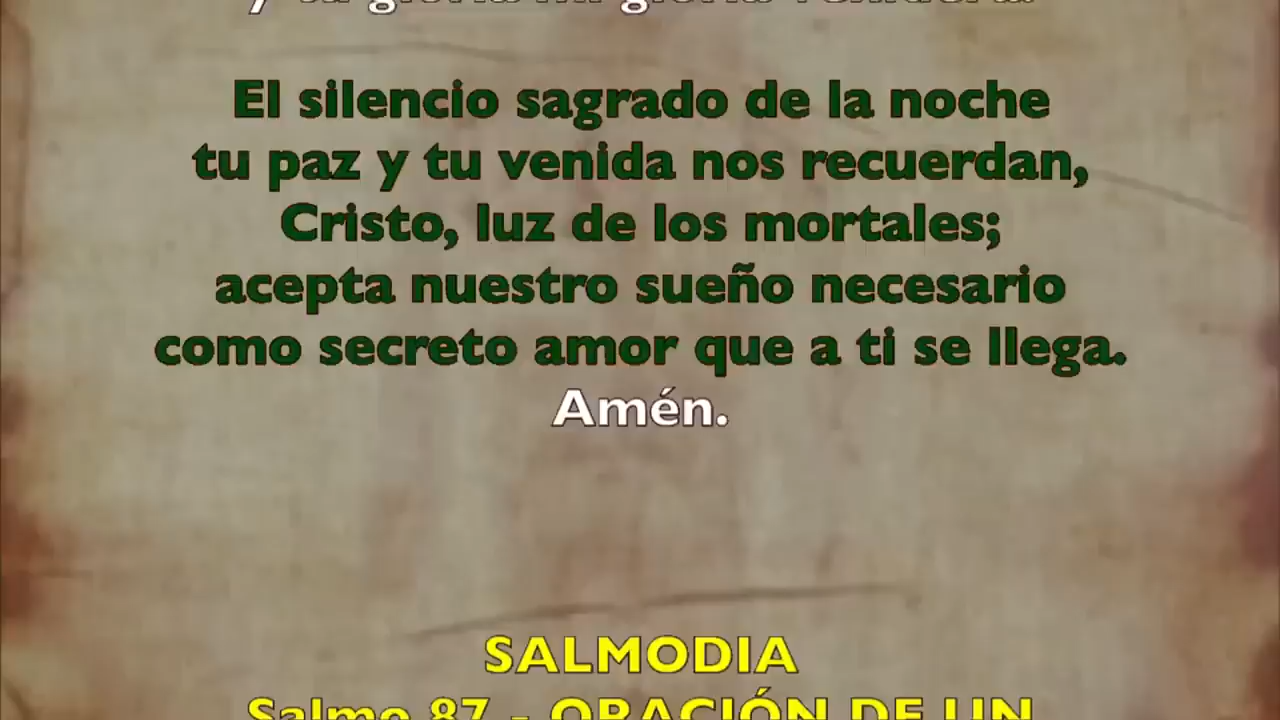 El silencio sagrado de la noche
tu paz y tu venida nos recuerdan,
Cristo, luz de los mortales;
acepta nuestro sueño necesario
como secreto amor que a ti se llega.
Amén.
SALMODIA
Salmo 87 - ORACIÓN DE UN